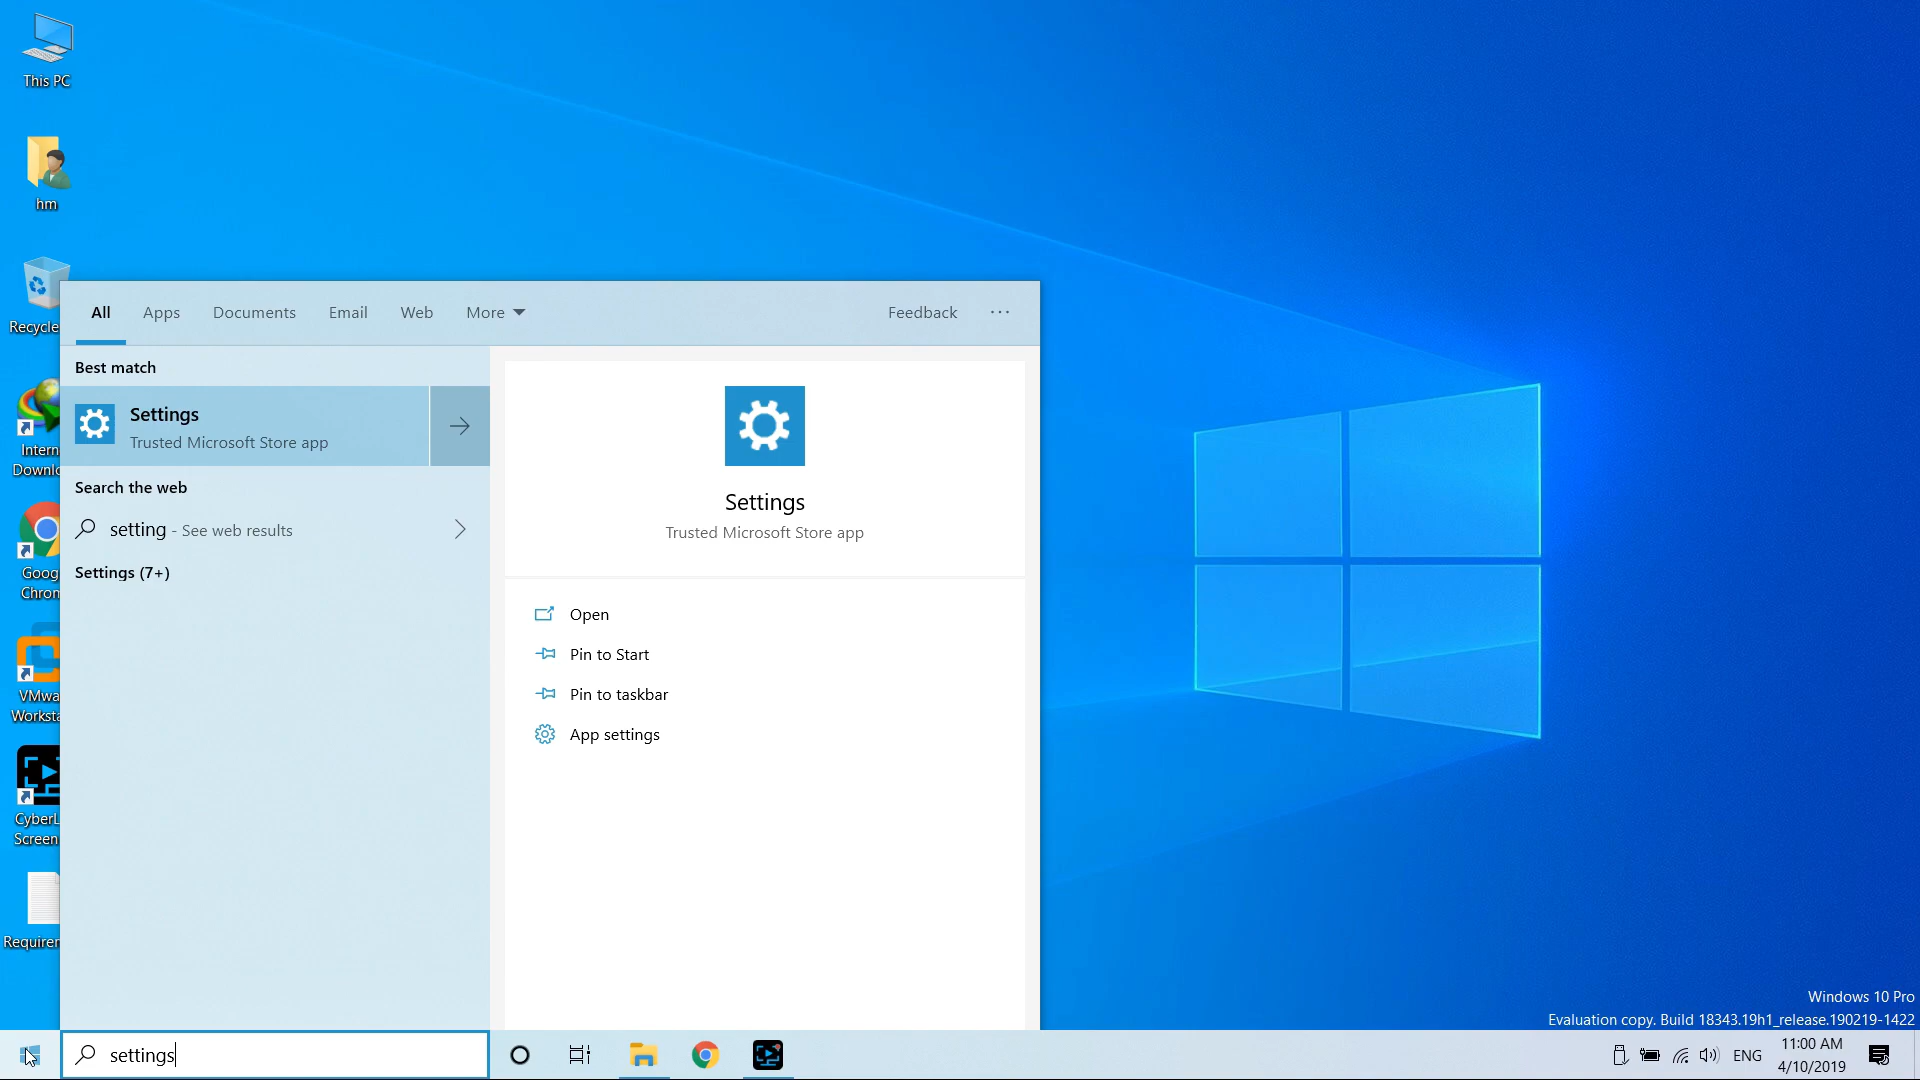 This PC
hm
Recycle
Intern
Downlo
Goog
Chrom
VMwa
Worksta
CyberL
Screen
Requirem
All
Apps
Documents
Email
Web
More
Feedback
Best match
Settings
Trusted Microsoft Store app
Search the web
setting - See web results
Settings (7+)
Settings
Trusted Microsoft Store app
Open
Pin to Start
Pin to taskbar
App settings
Windows 10 Pro
Evaluation copy. Build 18343.19h1_release.190219-1422
settings
ENG
11:00 AM
4/10/2019